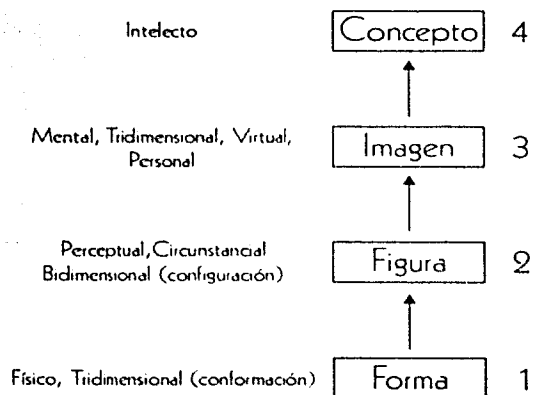 Intelecto Concepto 4
Mental, Tridimensional, Virtual,
Personal
Imagen 3
Perceptual, Circunstancial
Bidimensional (configuración)
Figura 2
Físico, Tridimensional (conformación) Forma 1